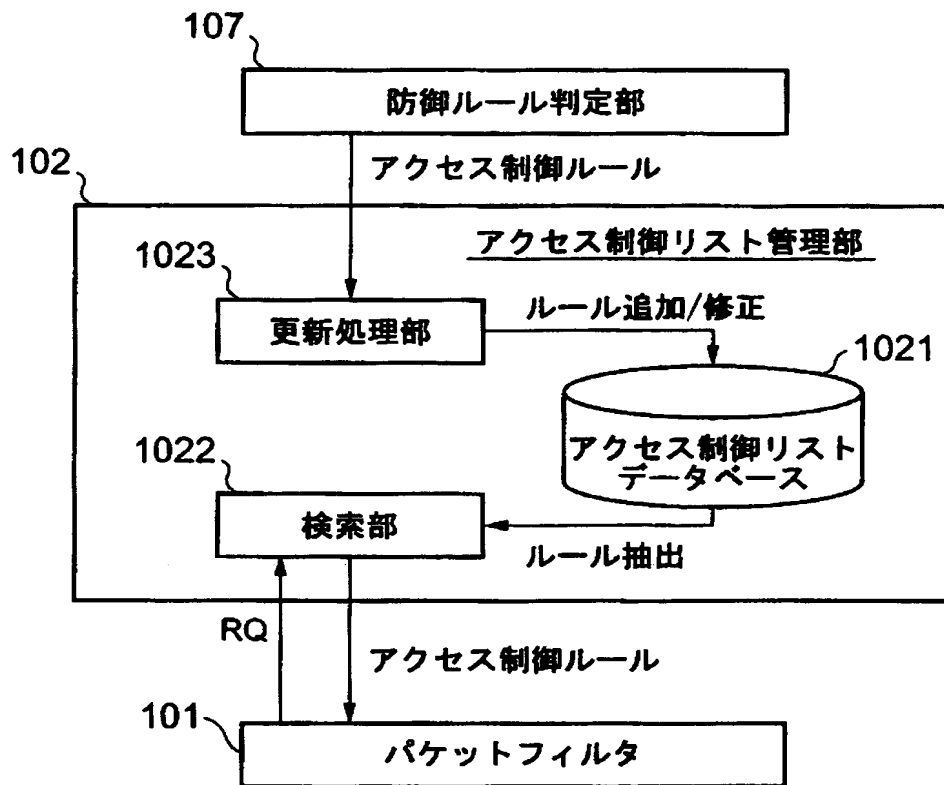 107
防御ルール判定部
102
アクセス制御ルール
アクセス制御リスト管理部
1023
更新処理部
ルール追加/修正
1021
アクセス制御リスト
データベース
1022
検索部
ルール抽出
RQ
アクセス制御ルール
101
パケットフィルタ